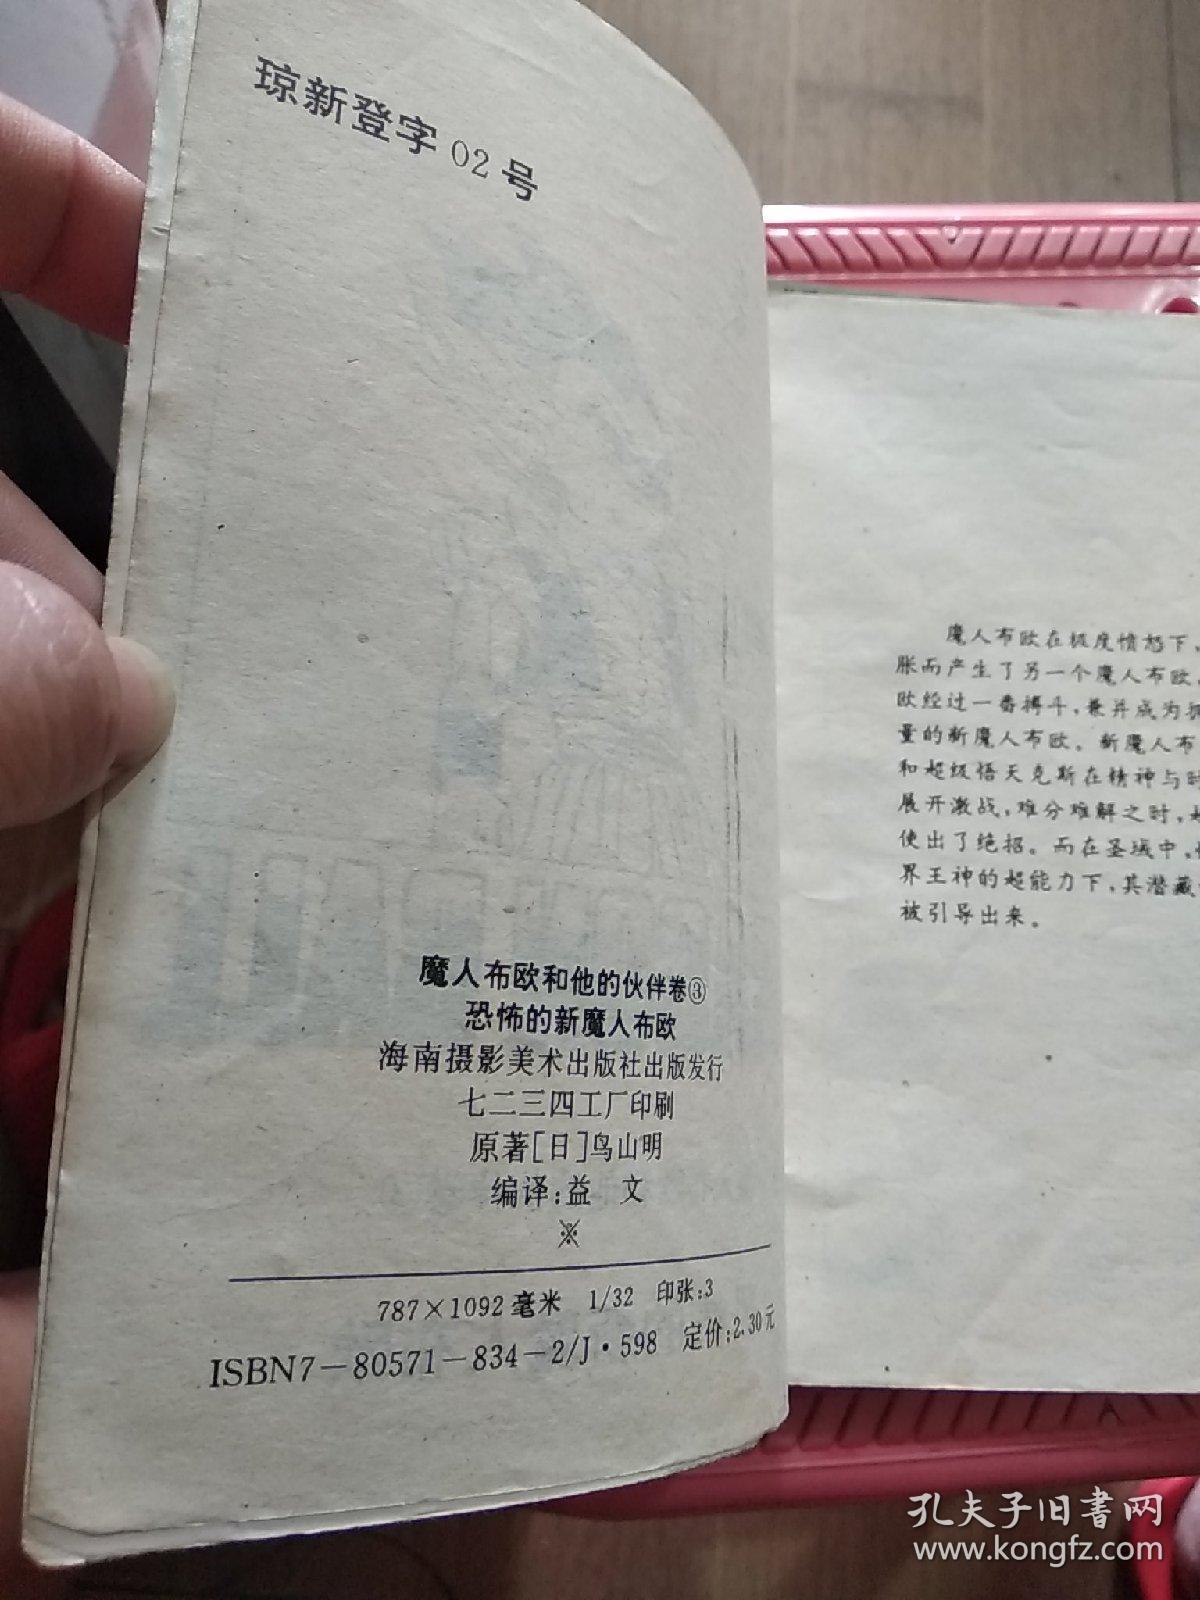 琼新登字02号
魔人布欧和他的伙伴卷③
恐怖的新魔人布欧
海南摄影美术出版社出版发行
七二三四工厂印刷
原著[日]鸟山明
编译:益 文
※
787×1092毫米 1/32 印张:3
ISBN7-80571-834-2/J·598 定价:2.30元
魔人布欧在极度愤怒下,
胀而产生了另一个魔人布欧,
欧经过一番搏斗,兼并成为
量的新魔人布欧。新魔人布
和超级悟天克斯在精神与时
展开激战,难分难解之时,
使出了绝招。而在圣域中,
界王神的超能力下,其潜藏
被引导出来。
孔夫子旧书网
www.kongfz.com